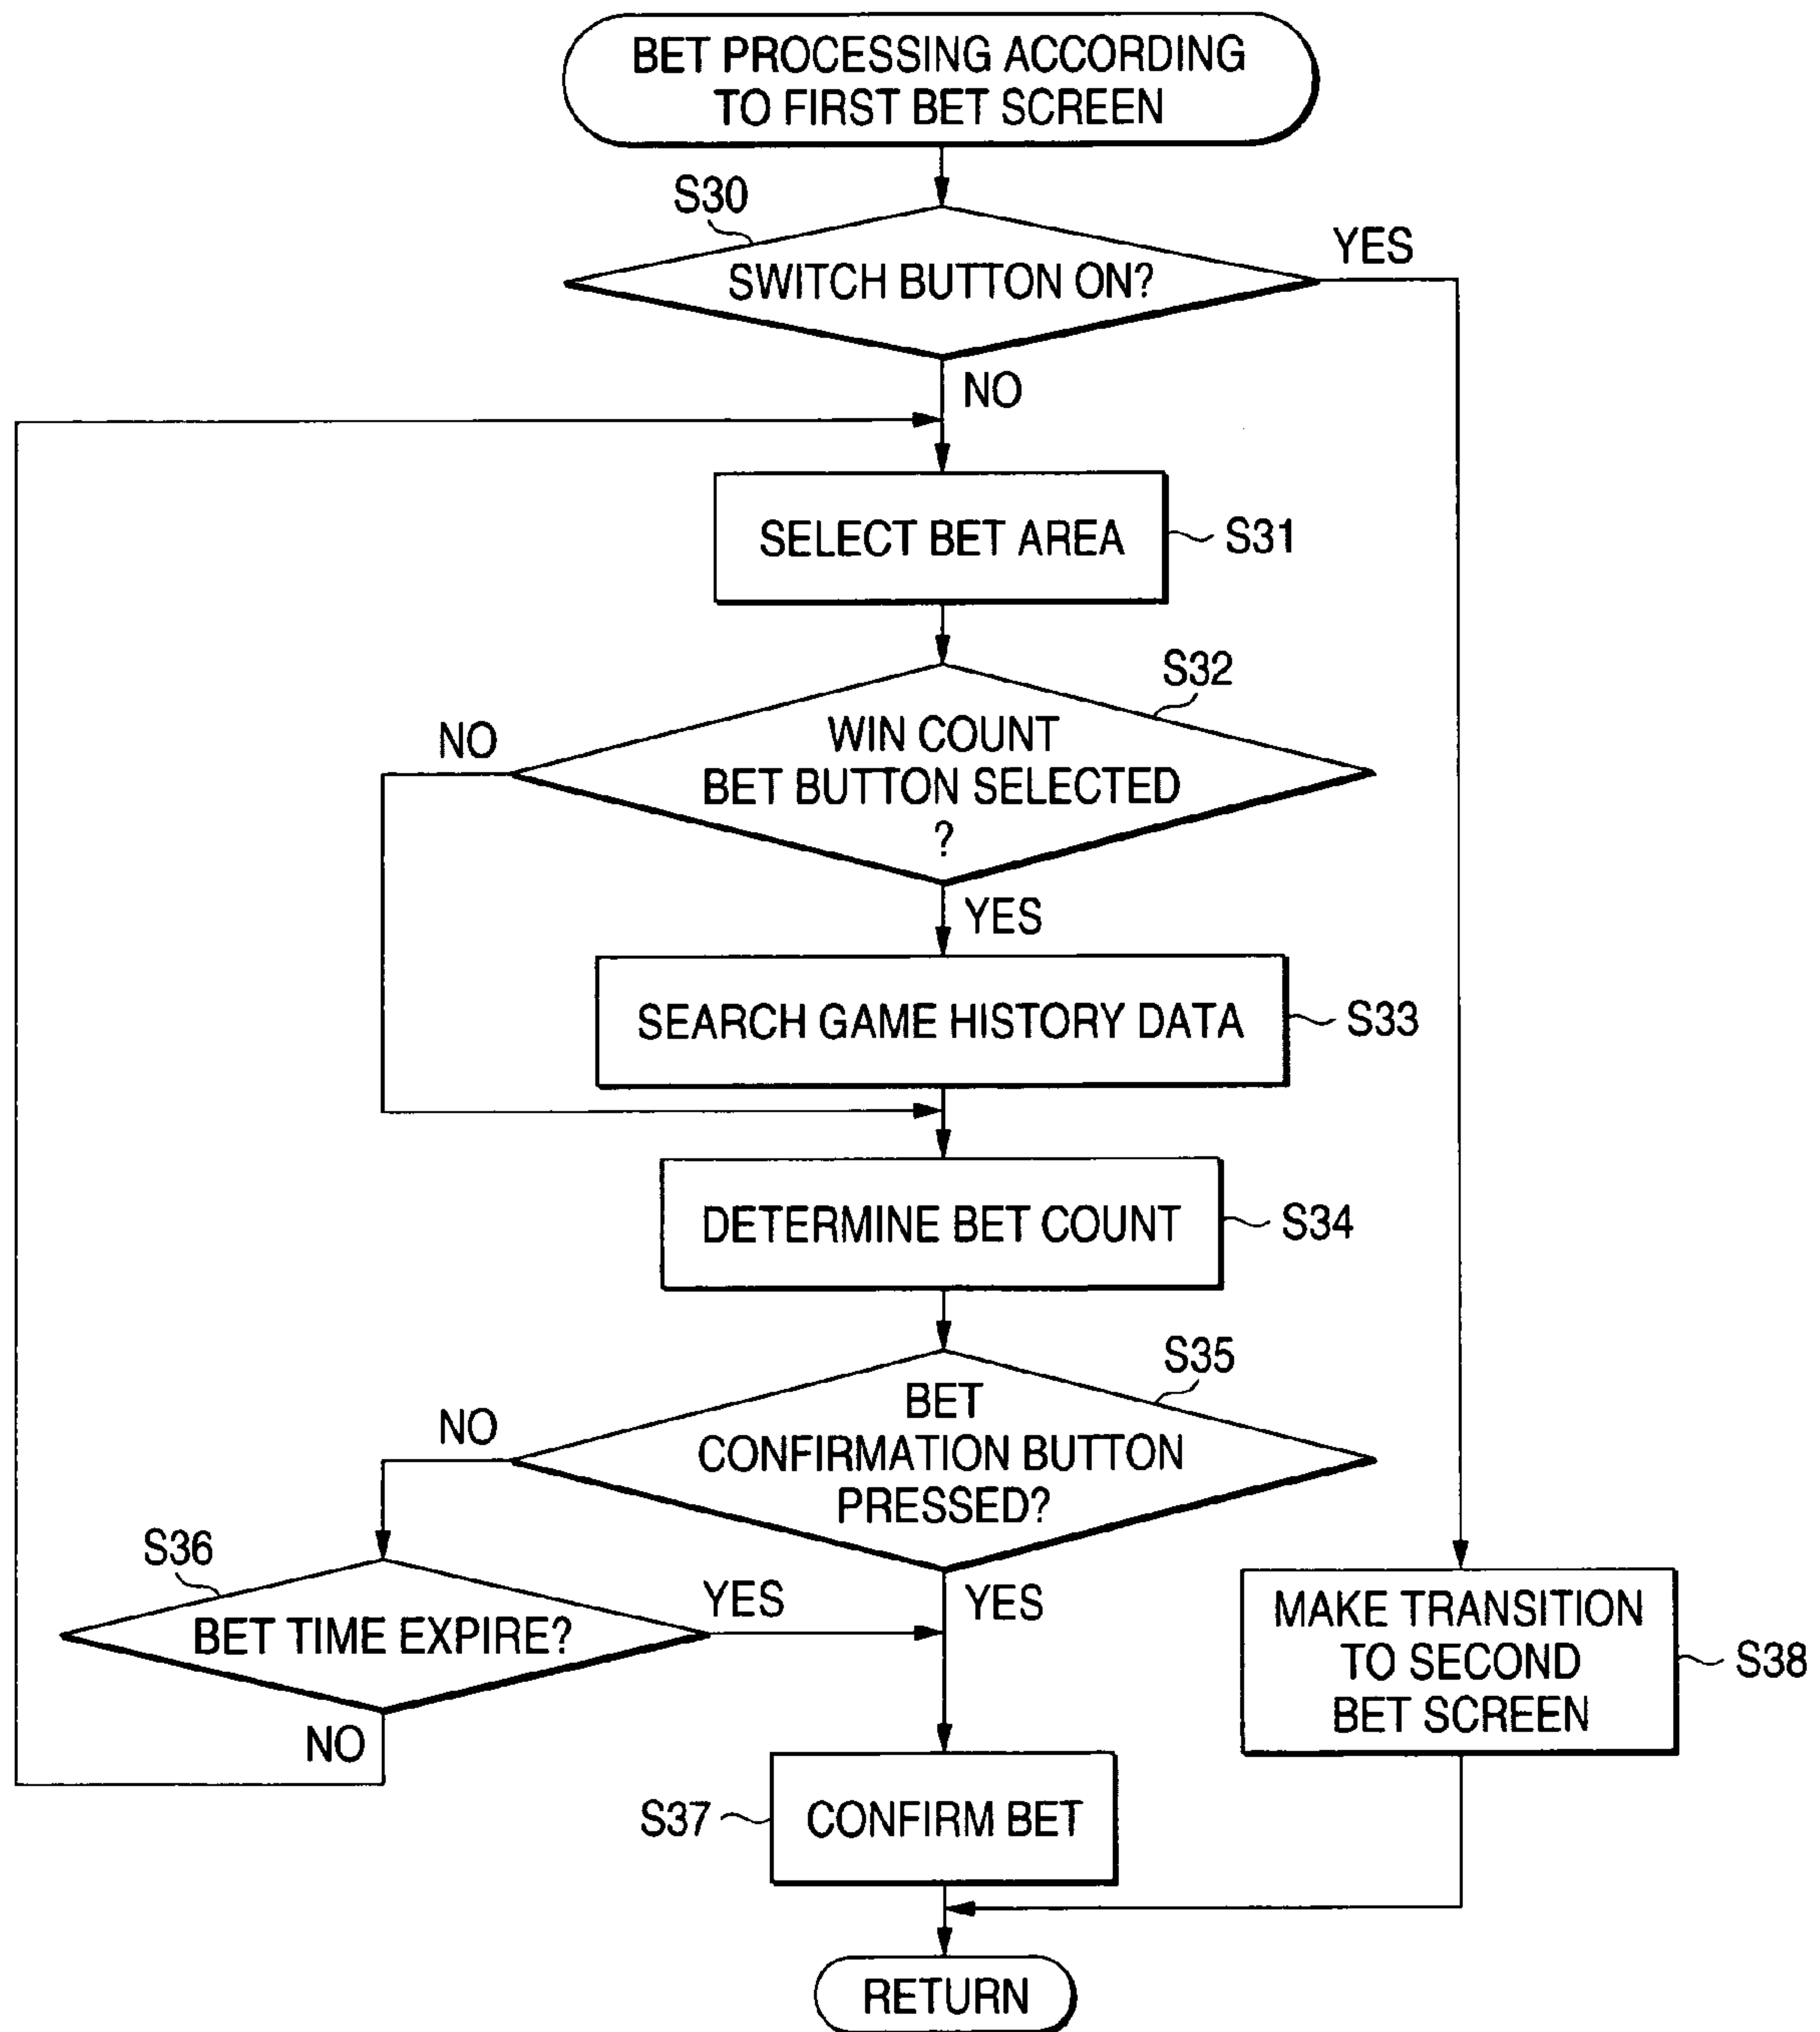 BET PROCESSING ACCORDING
TO FIRST BET SCREEN
S30
SWITCH BUTTON ON?
YES
NO
SELECT BET AREA
S31
S32
WIN COUNT
BET BUTTON SELECTED
?
NO
YES
SEARCH GAME HISTORY DATA
S33
DETERMINE BET COUNT
S34
S35
BET
CONFIRMATION BUTTON
PRESSED?
NO
YES
S36
BET TIME EXPIRE?
YES
NO
MAKE TRANSITION
TO SECOND
BET SCREEN
S38
S37
CONFIRM BET
RETURN